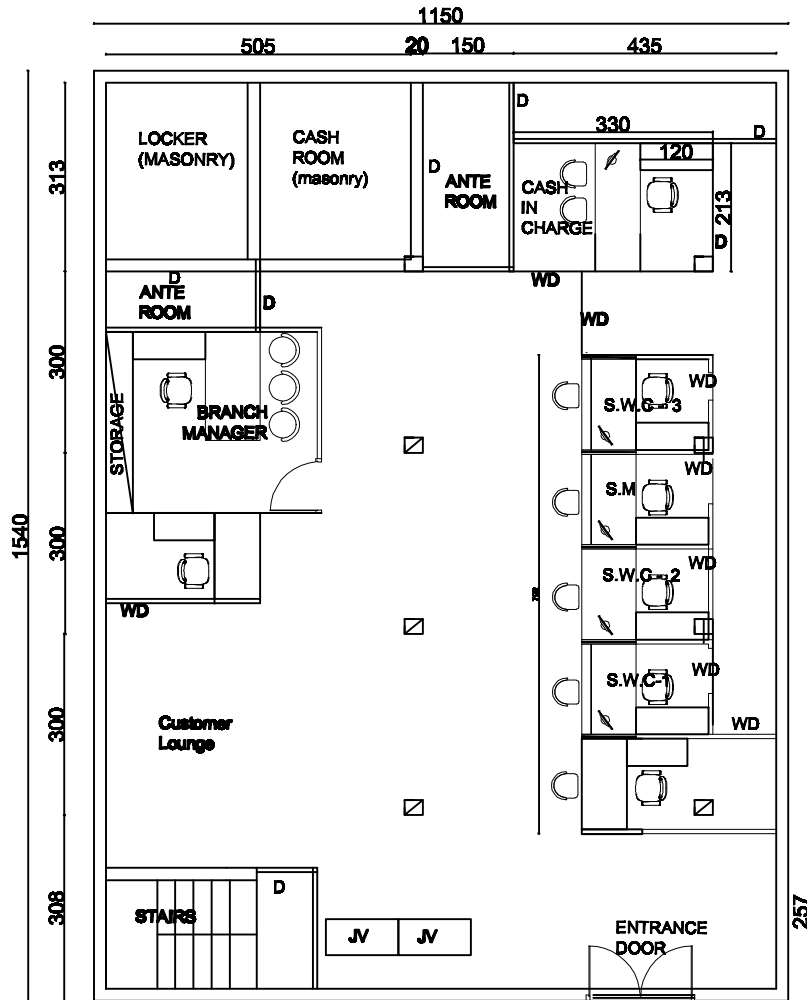 1150
505
20
150
435
D
330
D
LOCKER
(MASONRY)
CASH
ROOM
(masonry)
120
D
ANTE
ROOM
CASH
IN
CHARGE
313
213
D
D
WD
ANTE
ROOM
D
WD
300
WD
S.W.C - 3
BRANCH
MANAGER
STORAGE
WD
S.M
1540
300
WD
S.W.C - 2
WD
WD
S.W.C-1
300
Customer
Lounge
WD
308
D
STAIRS
257
JV
JV
ENTRANCE
DOOR